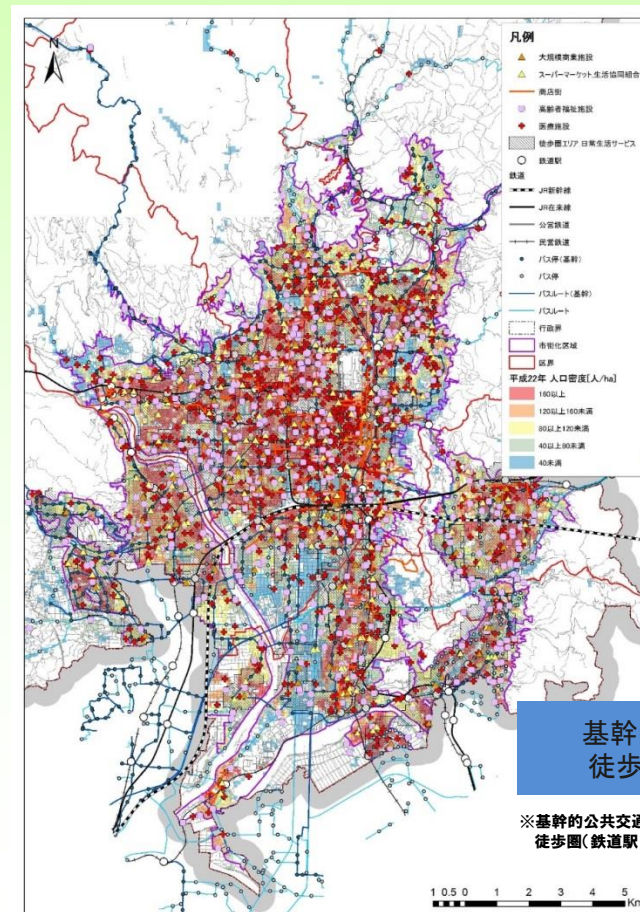 N
凡例
大規模商業施設
スーパーマーケット,生活協同組合
商店街
高齢者福祉施設
医療施設
徒歩圏エリア 日常生活サービス
鉄道駅
鉄道
JR新幹線
JR在来線
公営鉄道
民営鉄道
バス停(基幹)
バス停
バスルート(基幹)
バスルート
行政界
市街化区域
区界
平成22年 人口密度[人/ha]
160以上
120以上160未満
80以上120未満
40以上80未満
40未満
基幹
徒歩
※基幹的公共交通
徒歩圏(鉄道駅
1 0.5 0 1 2 3 4 5
Km